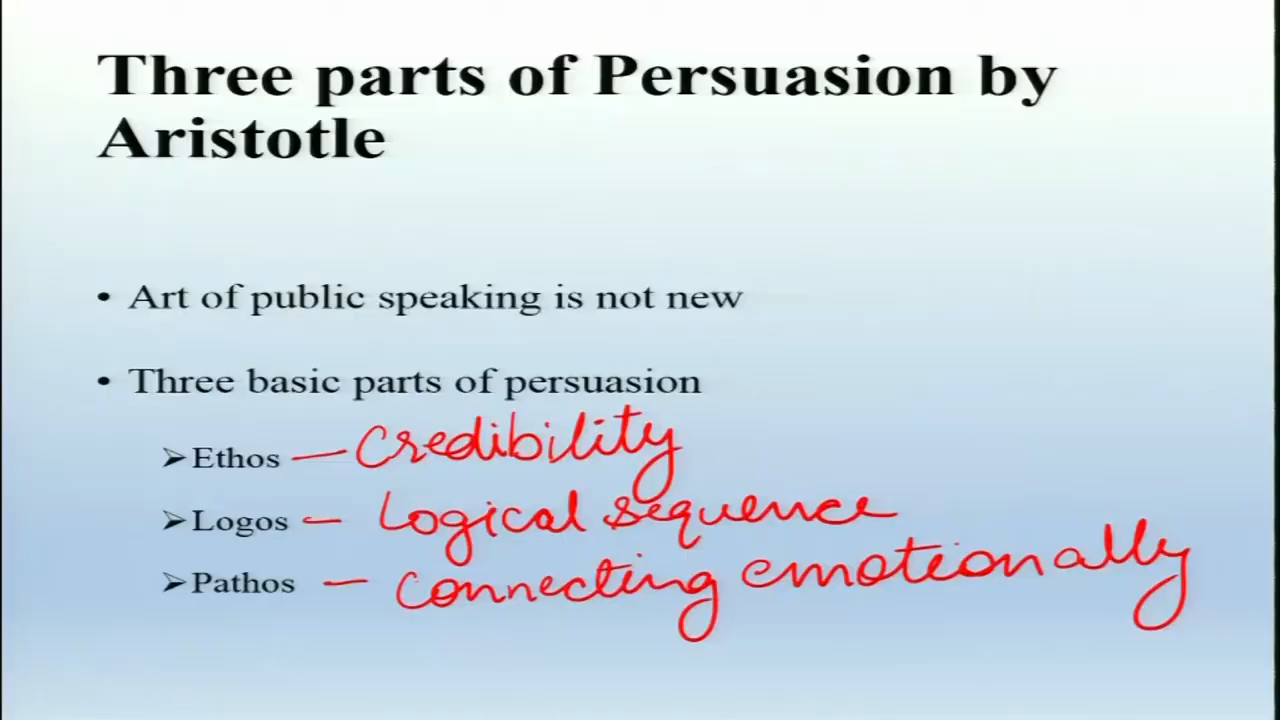 Three parts of Persuasion by
Aristotle
• Art of public speaking is not new
• Three basic parts of persuasion
➢Ethos — Credibility
➢Logos — Logical sequence
➢Pathos — Connecting emotionally